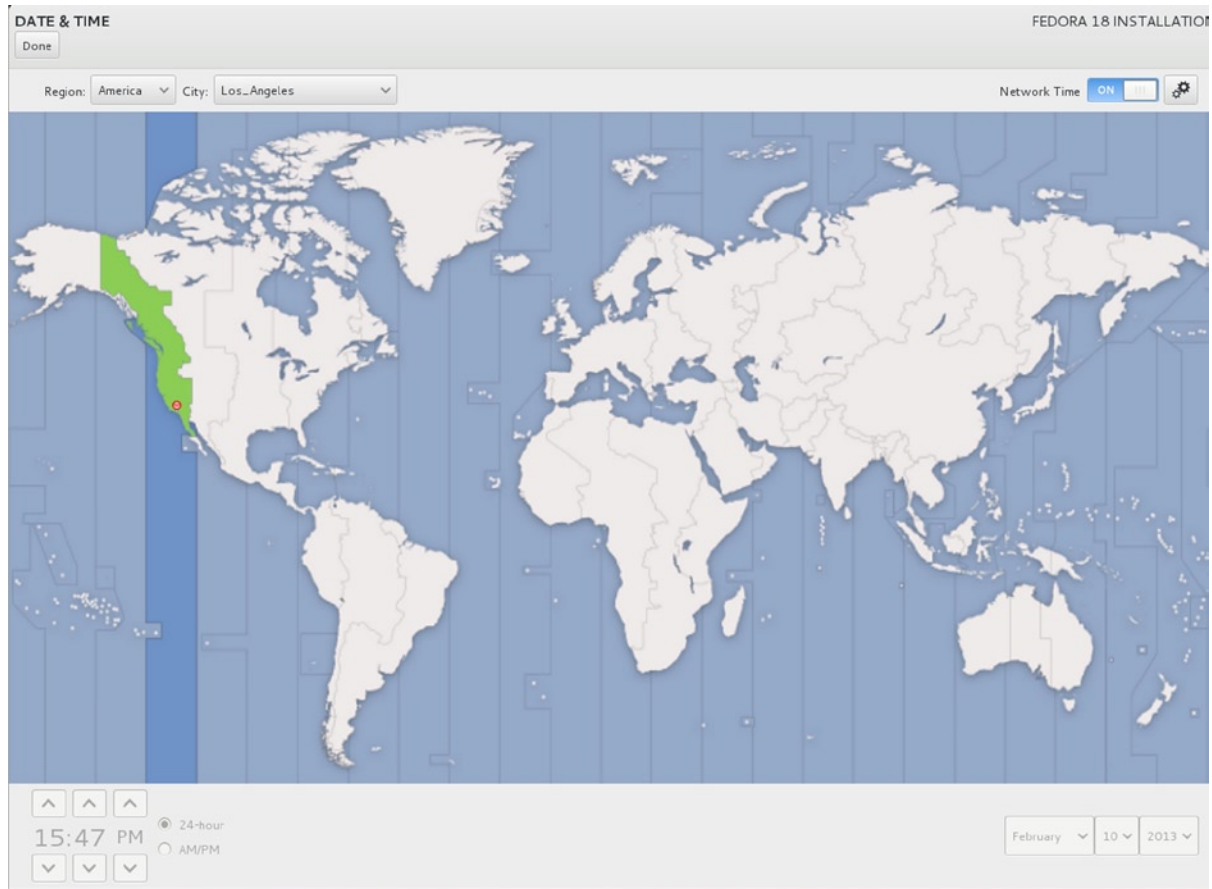 DATE & TIME
FEDORA 18 INSTALLATION
Done
Region: America City: Los_Angeles
Network Time ON
15:47 PM
24-hour
AM/PM
February 10 2013